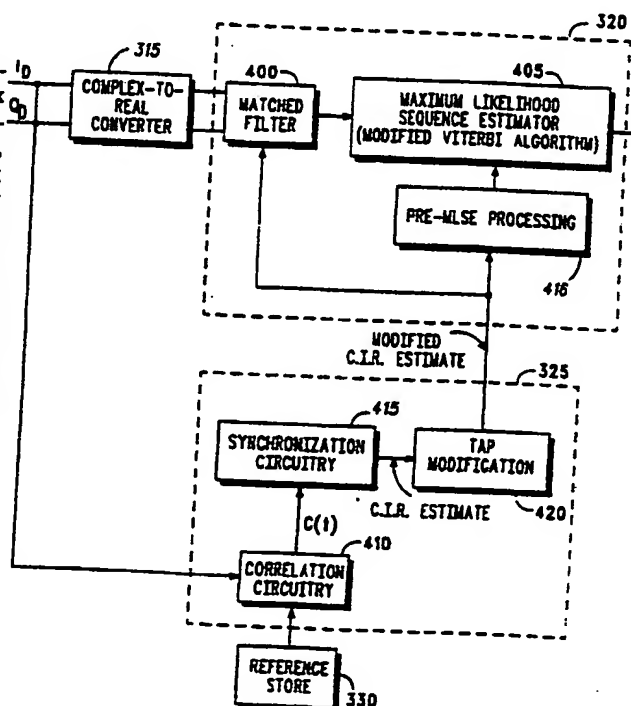 320
315
I_D
COMPLEX-TO-
REAL
CONVERTER
Q_D
400
MATCHED
FILTER
405
MAXIMUM LIKELIHOOD
SEQUENCE ESTIMATOR
(MODIFIED VITERBI ALGORITHM)
PRE-MLSE PROCESSING
416
MODIFIED
C.I.R. ESTIMATE
325
415
SYNCHRONIZATION
CIRCUITRY
TAP
MODIFICATION
420
C.I.R. ESTIMATE
C(t)
410
CORRELATION
CIRCUITRY
REFERENCE
STORE
330